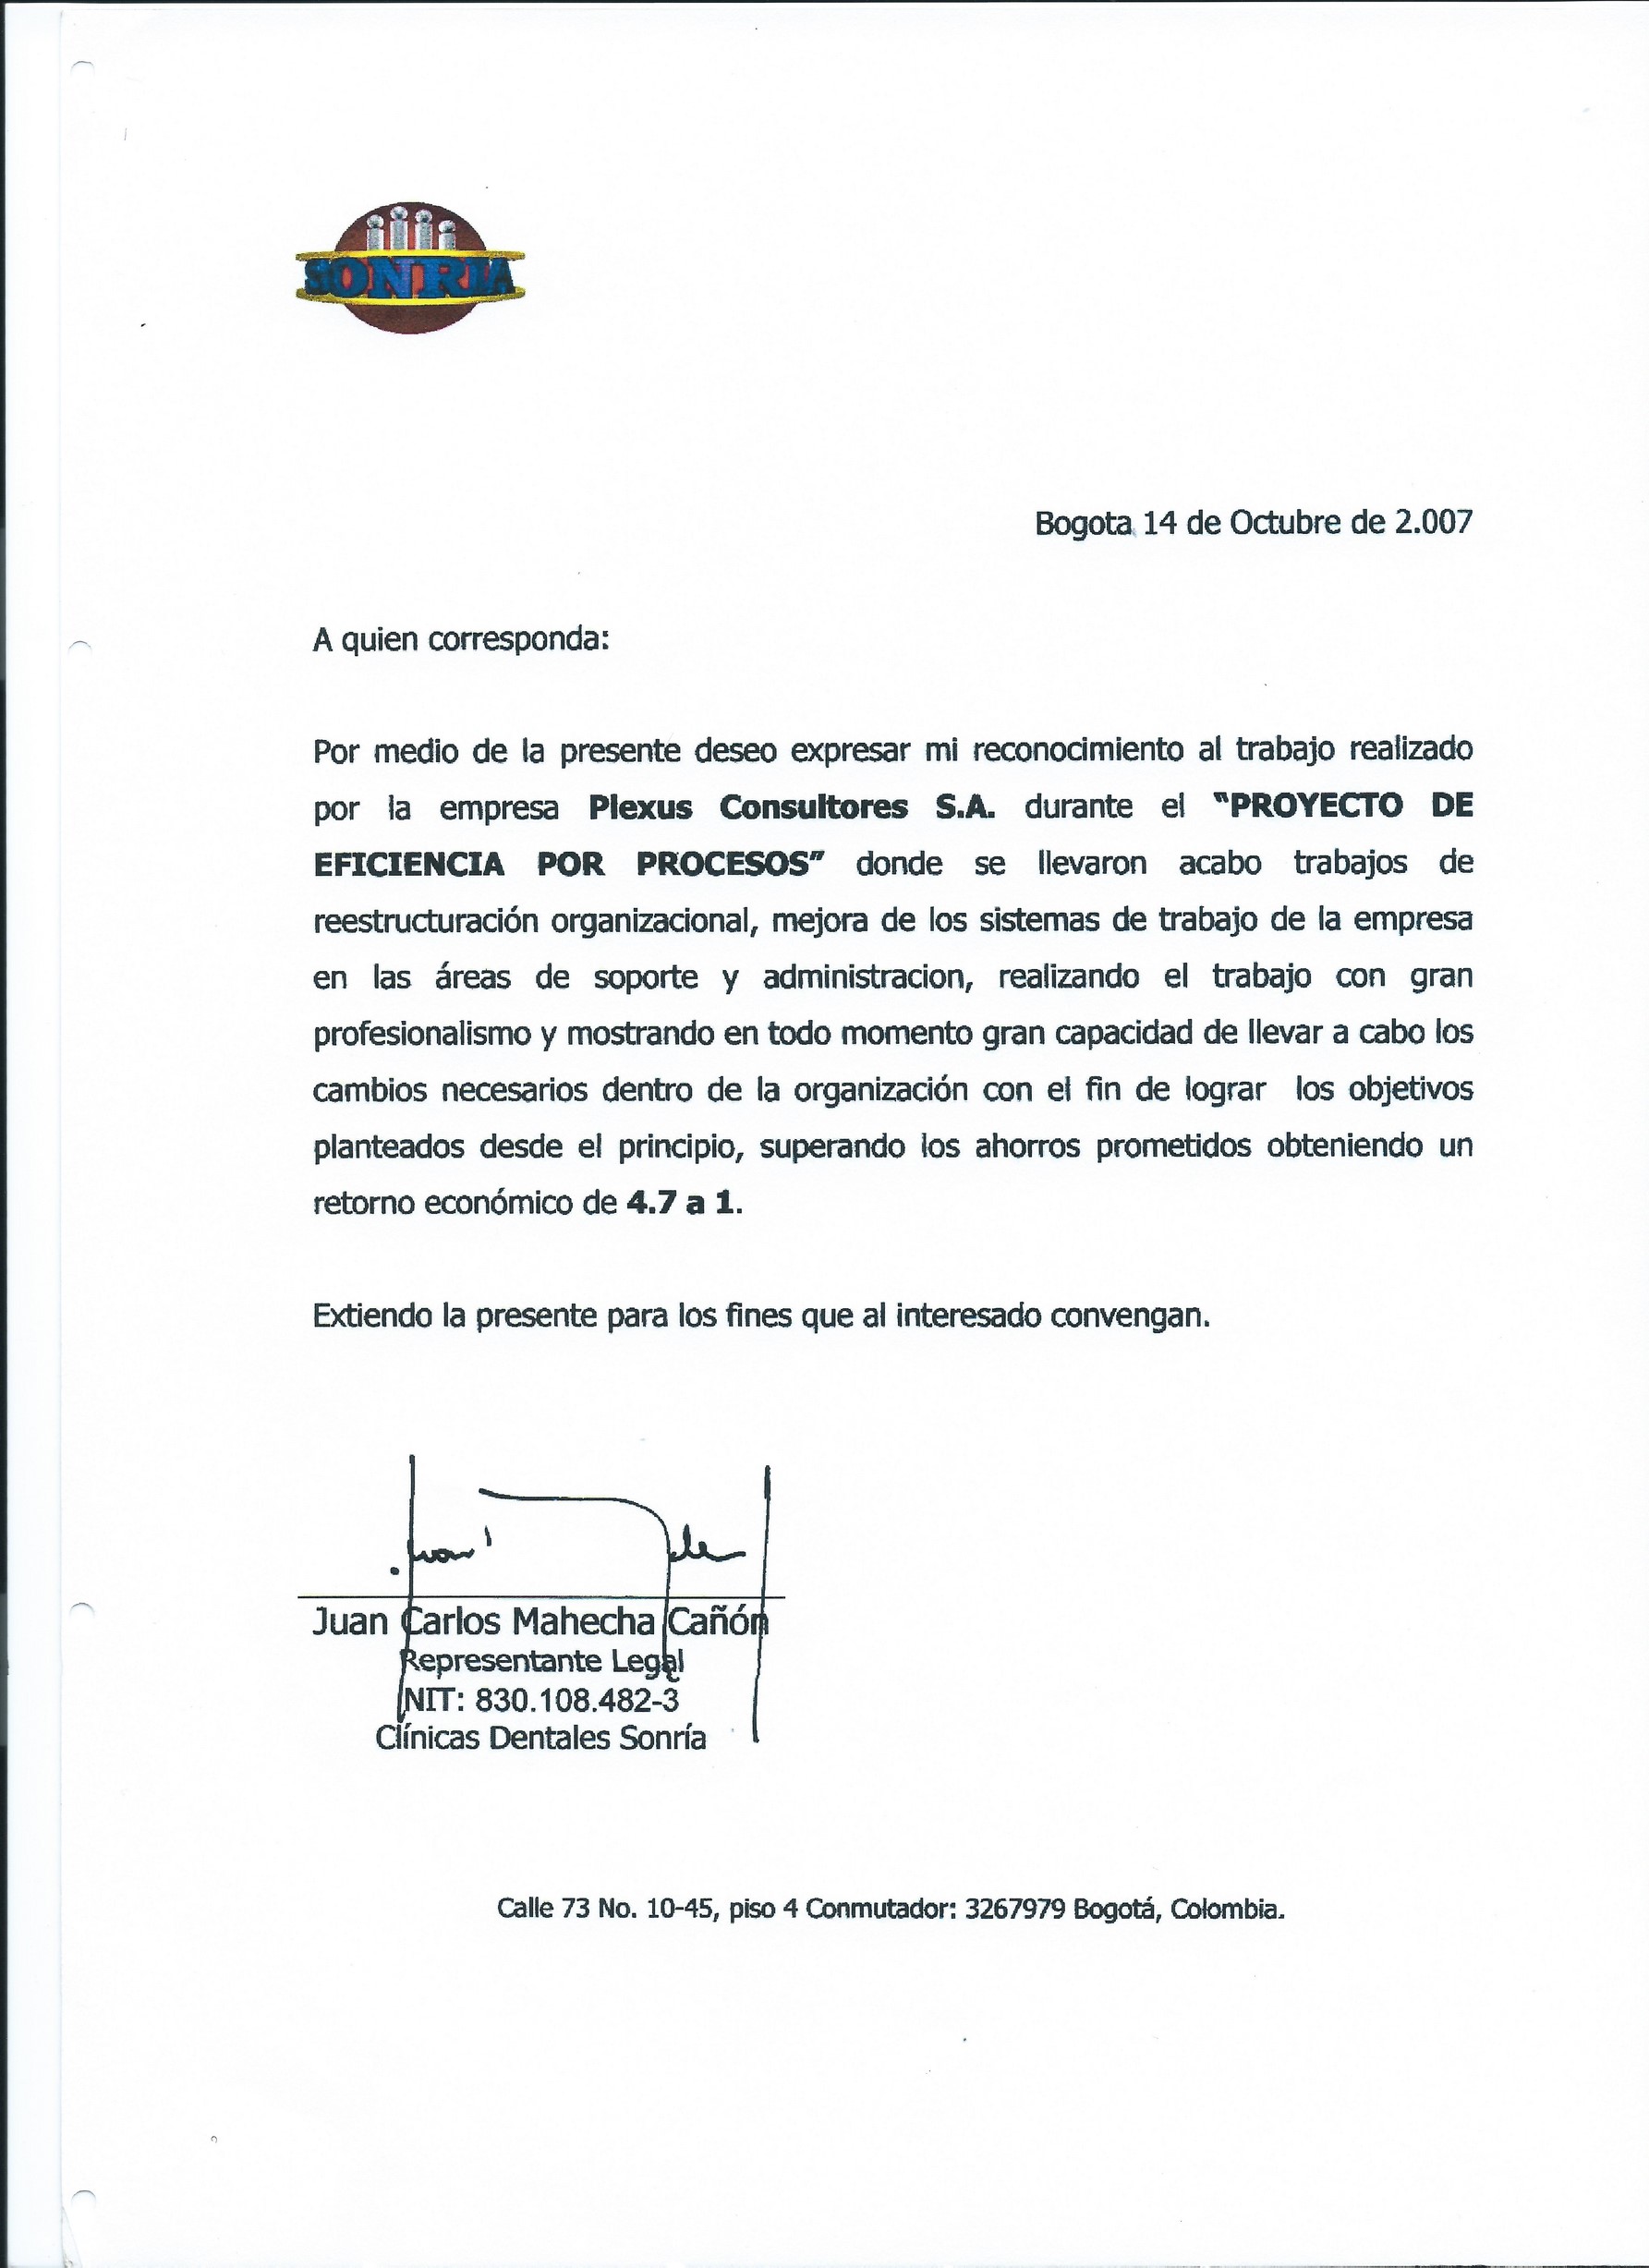 SONRIA
Bogota 14 de Octubre de 2.007
A quien corresponda:
Por medio de la presente deseo expresar mi reconocimiento al trabajo realizado
por la empresa Plexus Consultores S.A. durante el "PROYECTO DE
EFICIENCIA POR PROCESOS" donde se llevaron acabo trabajos de
reestructuración organizacional, mejora de los sistemas de trabajo de la empresa
en las áreas de soporte y administracion, realizando el trabajo con gran
profesionalismo y mostrando en todo momento gran capacidad de llevar a cabo los
cambios necesarios dentro de la organización con el fin de lograr los objetivos
planteados desde el principio, superando los ahorros prometidos obteniendo un
retorno económico de 4.7 a 1.
Extiendo la presente para los fines que al interesado convengan.
Juan Carlos Mahecha Cañón
Representante Legal
NIT: 830.108.482-3
Clínicas Dentales Sonría
Calle 73 No. 10-45, piso 4 Conmutador: 3267979 Bogotá, Colombia.